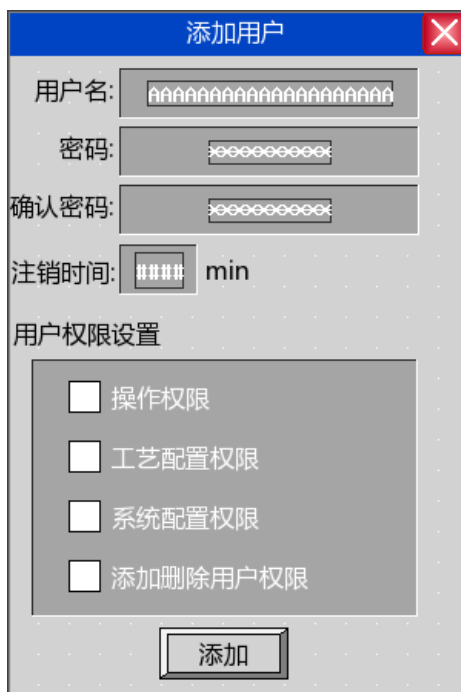 添加用户
用户名: AAAAAAAAAAAAAAAAAAAA
密码: ××××××××××
确认密码: ××××××××××
注销时间: #### min
用户权限设置
操作权限
工艺配置权限
系统配置权限
添加删除用户权限
添加